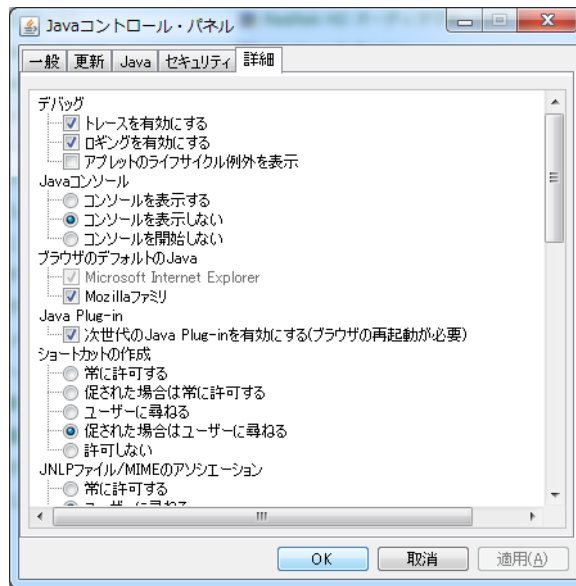 Javaコントロール・パネル
一般 更新 Java セキュリティ 詳細
デバッグ
トレースを有効にする
ロギングを有効にする
アプレットのライフサイクル例外を表示
Javaコンソール
コンソールを表示する
コンソールを表示しない
コンソールを開始しない
ブラウザのデフォルトのJava
Microsoft Internet Explorer
Mozillaファミリ
Java Plug-in
次世代のJava Plug-inを有効にする(ブラウザの再起動が必要)
ショートカットの作成
常に許可する
促された場合は常に許可する
ユーザーに尋ねる
促された場合はユーザーに尋ねる
許可しない
JNLPファイル/MIMEのアソシエーション
常に許可する
OK 取消 適用(A)